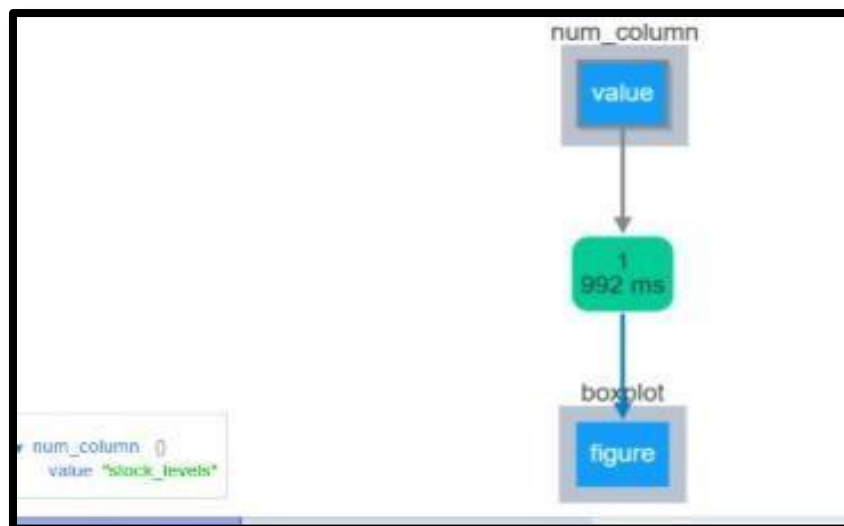 num_column
value
1
992 ms
boxplot
figure
▼ num_column {}
value "stock_levels"